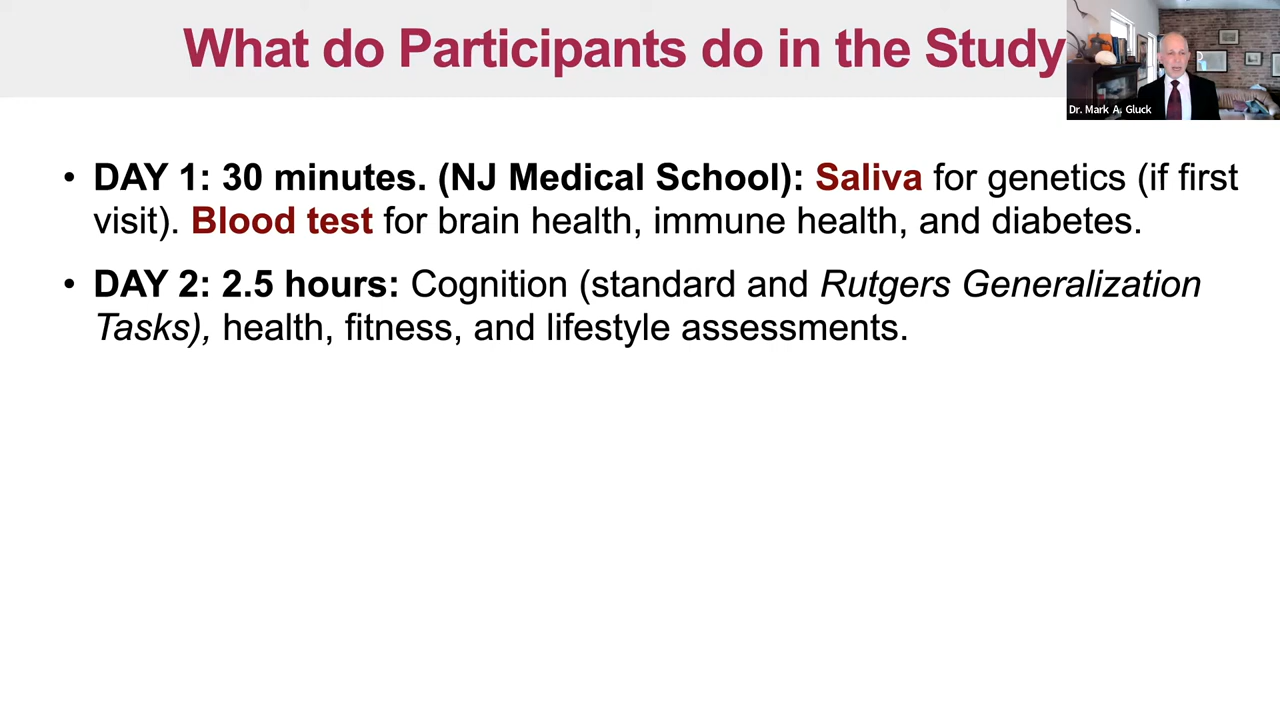 What do Participants do in the Study
Dr. Mark A. Gluck
• DAY 1: 30 minutes. (NJ Medical School): Saliva for genetics (if first
visit). Blood test for brain health, immune health, and diabetes.
• DAY 2: 2.5 hours: Cognition (standard and Rutgers Generalization
Tasks), health, fitness, and lifestyle assessments.